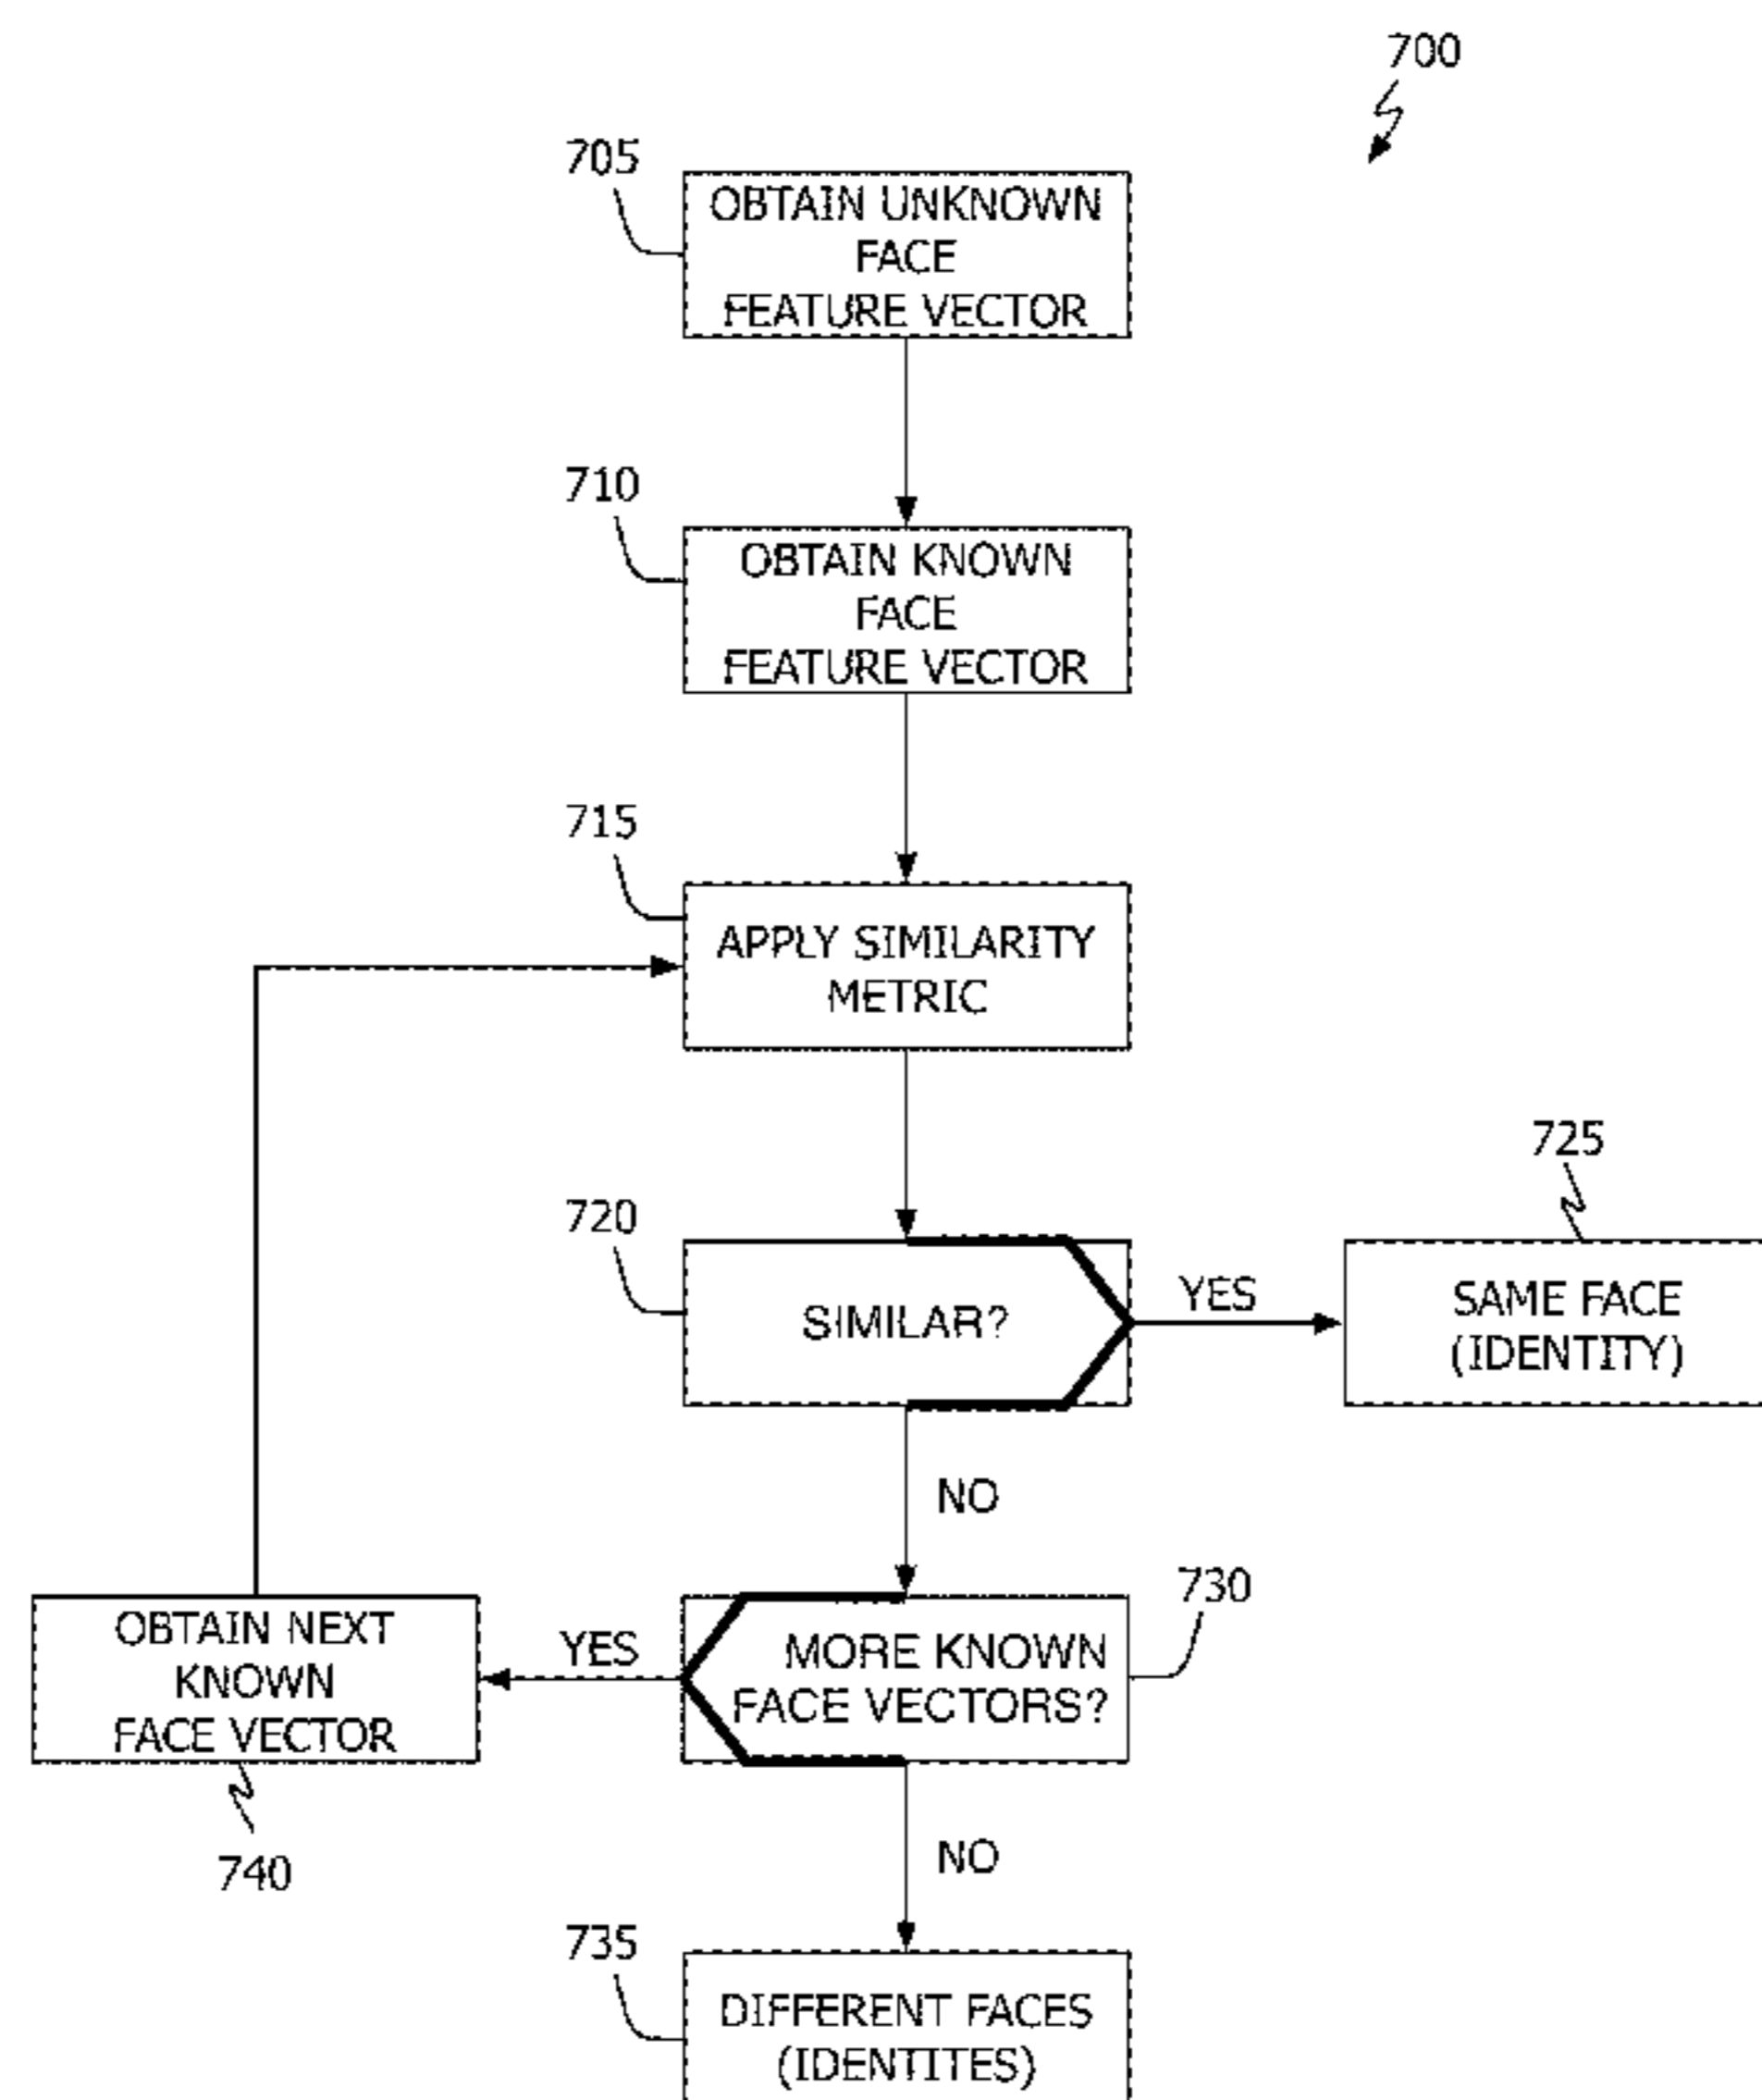 700
705
OBTAIN UNKNOWN
FACE
FEATURE VECTOR
710
OBTAIN KNOWN
FACE
FEATURE VECTOR
715
APPLY SIMILARITY
METRIC
720
SIMILAR?
YES
725
SAME FACE
(IDENTITY)
NO
730
MORE KNOWN
FACE VECTORS?
YES
OBTAIN NEXT
KNOWN
FACE VECTOR
740
NO
735
DIFFERENT FACES
(IDENTITES)